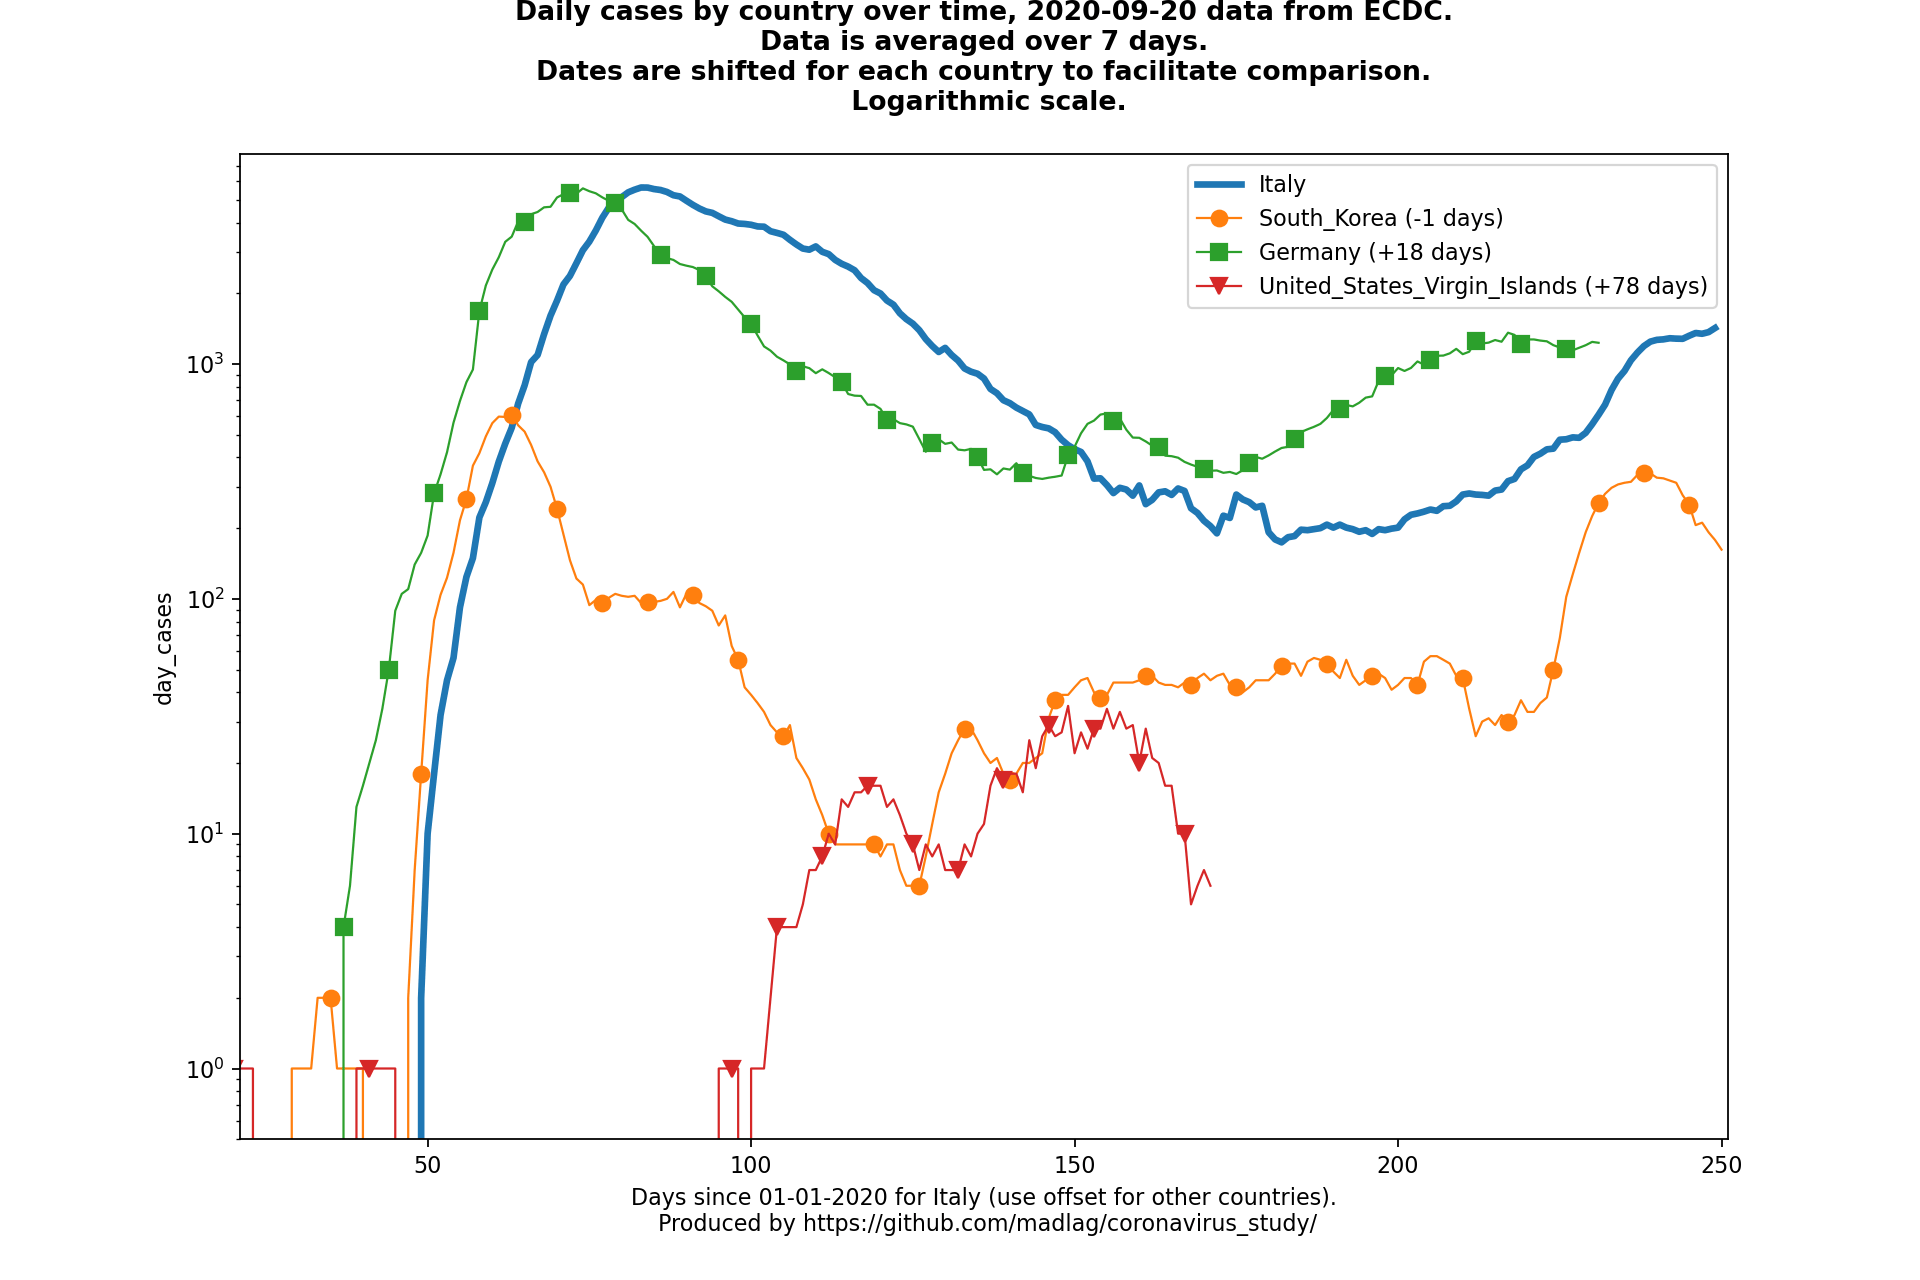 Daily cases by country over time, 2020-09-20 data from ECDC.
Data is averaged over 7 days.
Dates are shifted for each country to facilitate comparison.
Logarithmic scale.
Italy
South_Korea (-1 days)
Germany (+18 days)
United_States_Virgin_Islands (+78 days)
10³
10²
10¹
10⁰
day_cases
50 100 150 200 250
Days since 01-01-2020 for Italy (use offset for other countries).
Produced by https://github.com/madlag/coronavirus_study/